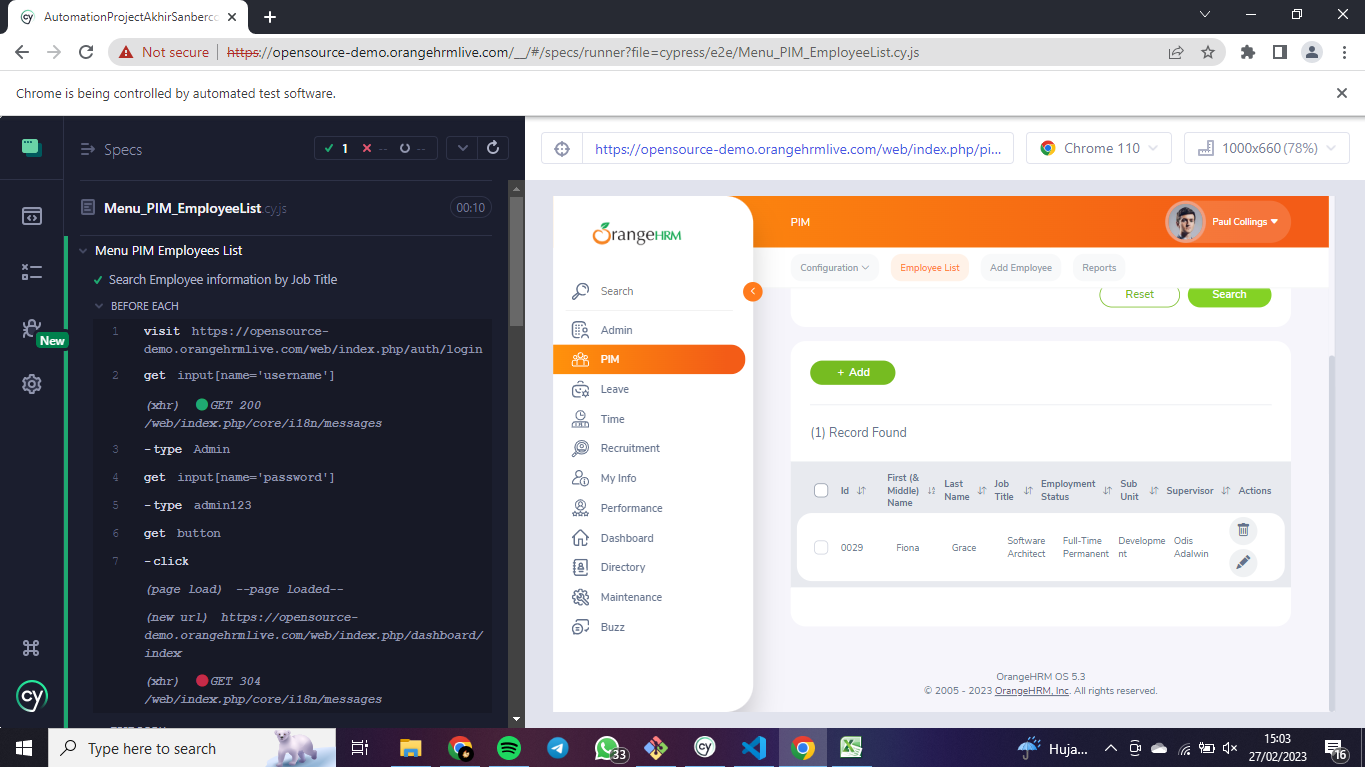 AutomationProjectAkhirSanberco
Not secure
https://opensource-demo.orangehrmlive.com/__/#/specs/runner?file=cypress/e2e/Menu_PIM_EmployeeList.cy.js
Chrome is being controlled by automated test software.
Specs
1 -- --
https://opensource-demo.orangehrmlive.com/web/index.php/pi...
Chrome 110
1000x660 (78%)
Menu_PIM_EmployeeList.cy.js
00:10
Menu PIM Employees List
Search Employee information by Job Title
BEFORE EACH
1 visit https://opensource-
demo.orangehrmlive.com/web/index.php/auth/login
2 get input[name='username']
(xhr) GET 200
/web/index.php/core/i18n/messages
3 -type Admin
4 get input[name='password']
5 -type admin123
6 get button
7 -click
(page load) --page loaded--
(new url) https://opensource-
demo.orangehrmlive.com/web/index.php/dashboard/
index
(xhr) GET 304
/web/index.php/core/i18n/messages
New
cy
OrangeHRM
Search
Admin
PIM
Leave
Time
Recruitment
My Info
Performance
Dashboard
Directory
Maintenance
Buzz
PIM
Paul Collings
Configuration
Employee List
Add Employee
Reports
Reset
Search
+ Add
(1) Record Found
Id
First (&
Middle)
Name
Last
Name
Job
Title
Employment
Status
Sub
Unit
Supervisor
Actions
0029
Fiona
Grace
Software
Architect
Full-Time
Permanent
Developme
nt
Odis
Adalwin
OrangeHRM OS 5.3
© 2005 - 2023 OrangeHRM, Inc. All rights reserved.
Type here to search
33
cy
Huja...
15:03
27/02/2023
16